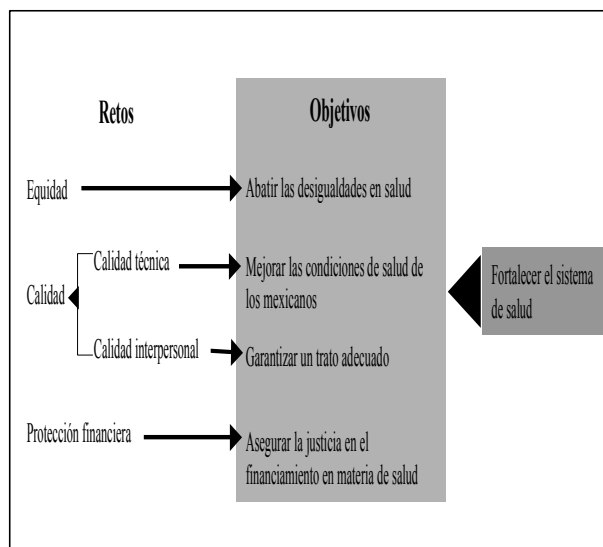 Retos
Objetivos
Equidad
Abatir las desigualdades en salud
Calidad
Calidad técnica
Mejorar las condiciones de salud de
los mexicanos
Calidad interpersonal
Garantizar un trato adecuado
Protección financiera
Asegurar la justicia en el
financiamiento en materia de salud
Fortalecer el sistema
de salud